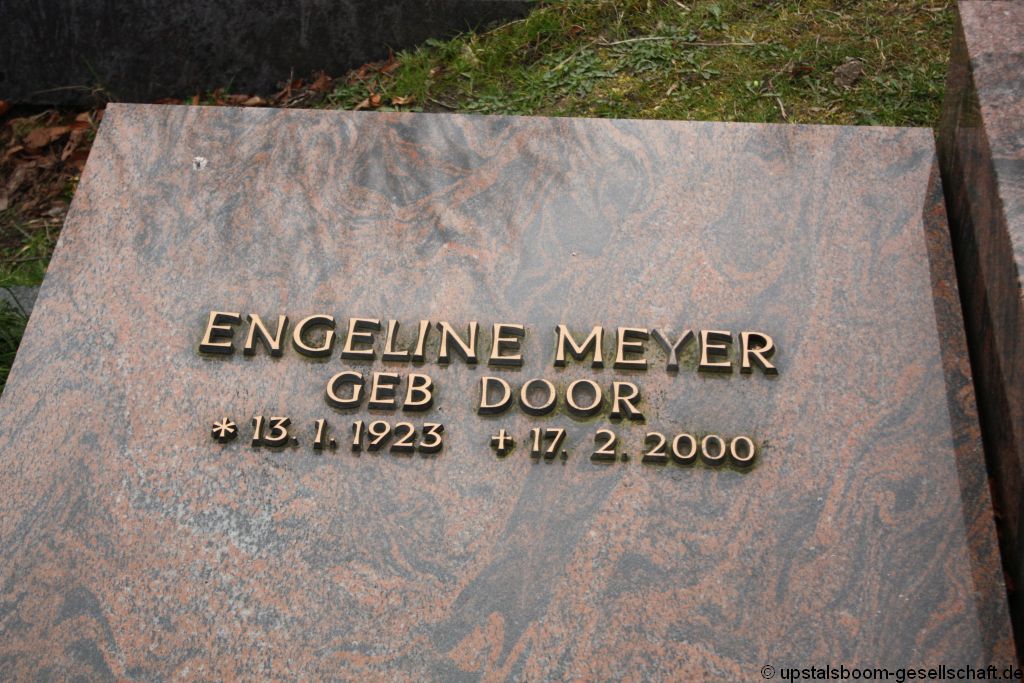 ENGELINE MEYER
GEB DOOR
* 13. 1. 1923 + 17. 2. 2000
© upstalsboom-gesellschaft.de